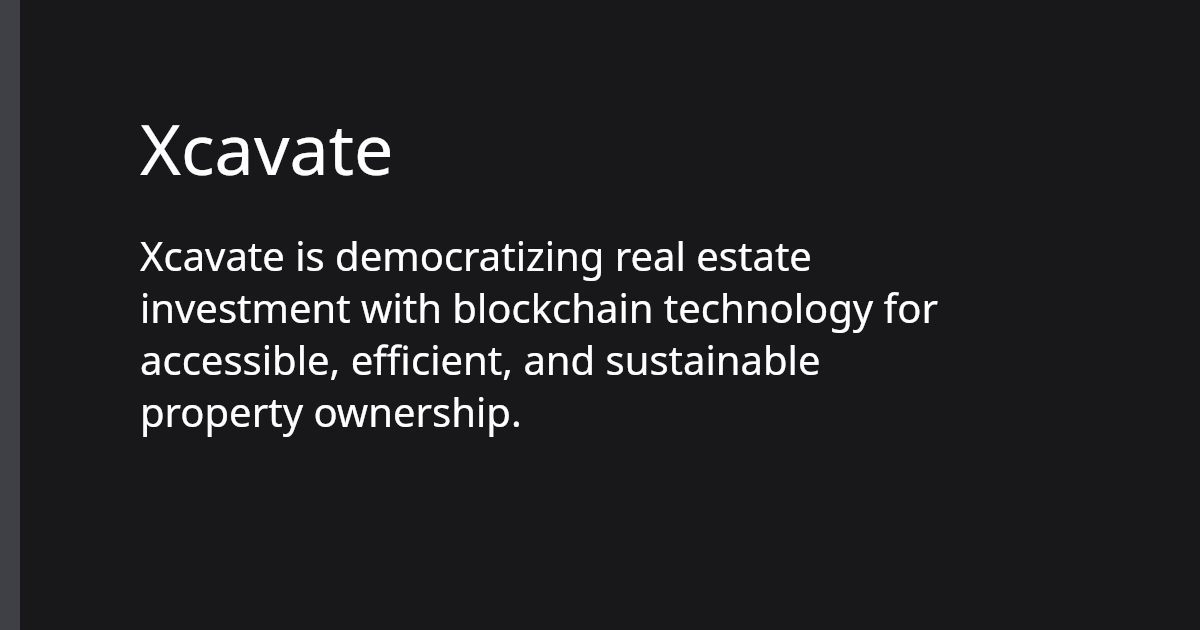 Xcavate
Xcavate is democratizing real estate
investment with blockchain technology for
accessible, efficient, and sustainable
property ownership.